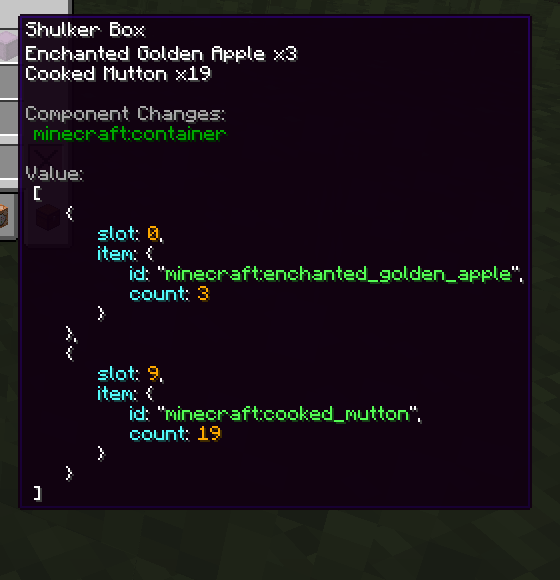 Shulker Box
Enchanted Golden Apple x3
Cooked Mutton x19
Component Changes:
minecraft:container
Value:
[
{
slot: 0,
item: {
id: "minecraft:enchanted_golden_apple",
count: 3
}
},
{
slot: 9,
item: {
id: "minecraft:cooked_mutton",
count: 19
}
}
]